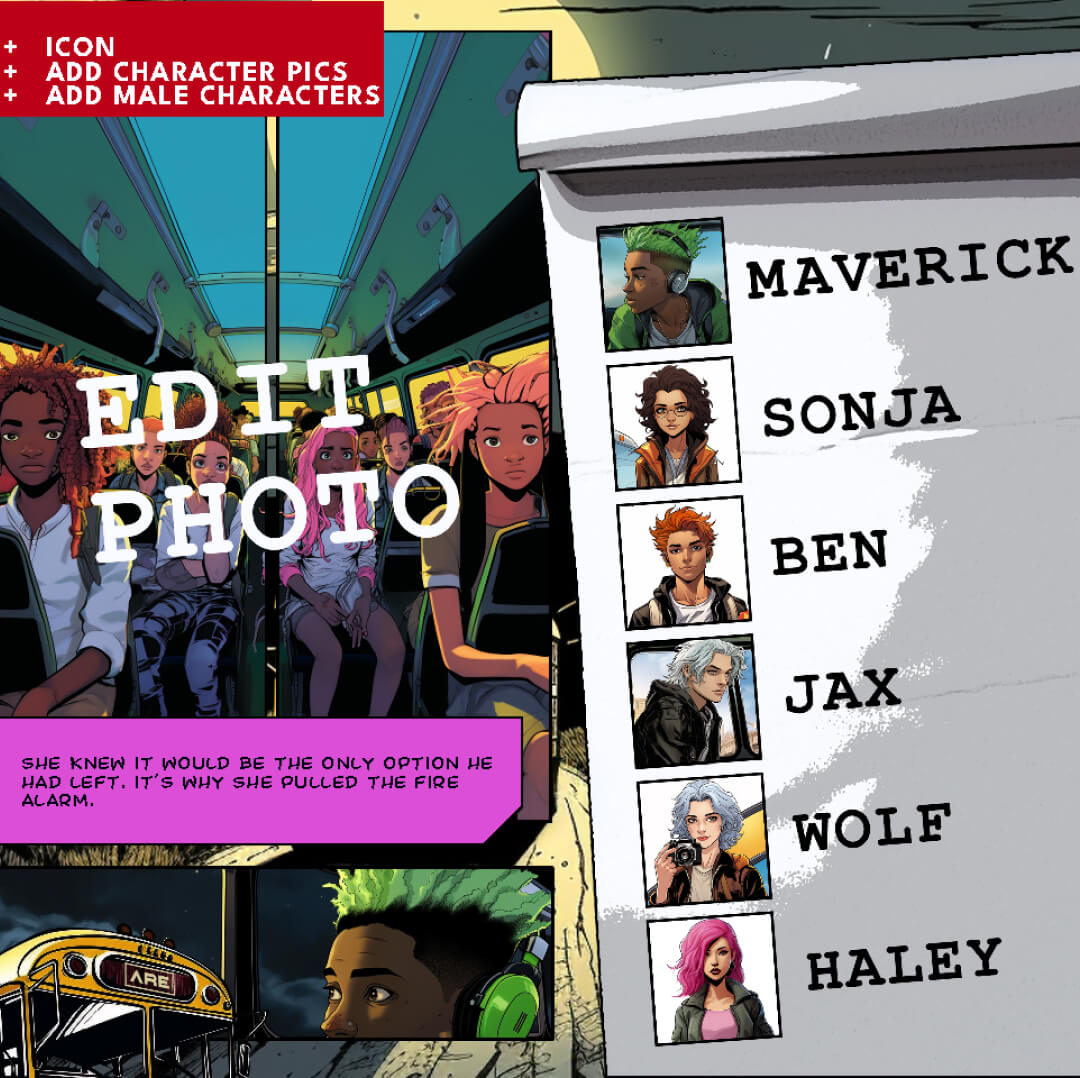 + ICON
+ ADD CHARACTER PICS
+ ADD MALE CHARACTERS
EDIT
PHOTO
SHE KNEW IT WOULD BE THE ONLY OPTION HE
HAD LEFT. IT'S WHY SHE PULLED THE FIRE
ALARM.
ARE
MAVERICK
SONJA
BEN
JAX
WOLF
HALEY